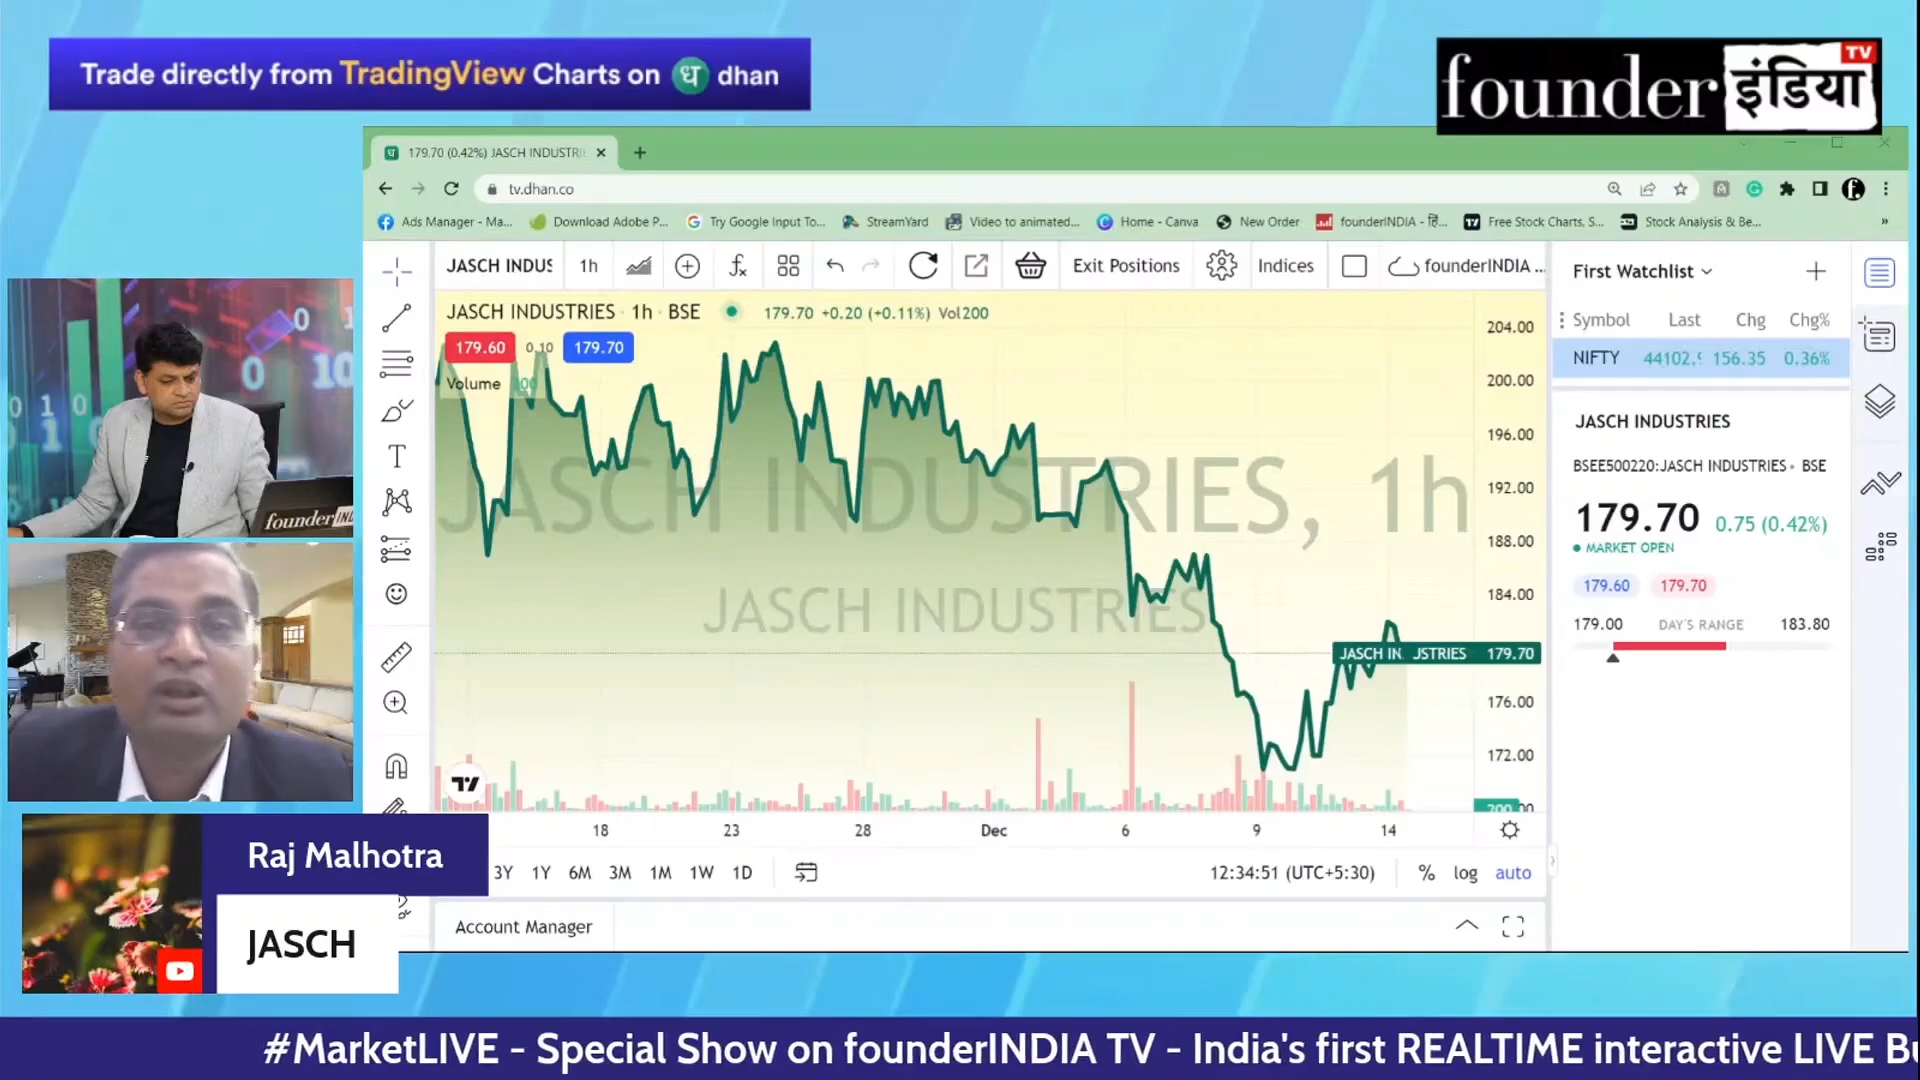 Trade directly from TradingView Charts on ध dhan
founder इंडिया TV
179.70 (0.42%) JASCH INDUSTRI
tv.dhan.co
Ads Manager - Ma...
Download Adobe P...
Try Google Input To...
StreamYard
Video to animated...
Home - Canva
New Order
founderINDIA - हिं...
Free Stock Charts, S...
Stock Analysis & Be...
»
JASCH INDUS
1h
Exit Positions
Indices
founderINDIA ...
First Watchlist
JASCH INDUSTRIES · 1h · BSE
179.70 +0.20 (+0.11%) Vol200
179.60
0.10
179.70
Volume 200
Symbol Last Chg Chg%
NIFTY 44102. 156.35 0.36%
JASCH INDUSTRIES
BSEE500220:JASCH INDUSTRIES • BSE
179.70 0.75 (0.42%)
MARKET OPEN
179.60 179.70
179.00 DAY'S RANGE 183.80
204.00
200.00
196.00
192.00
188.00
184.00
JASCH IN JSTRIES 179.70
176.00
172.00
200
JASCH INDUSTRIES, 1h
JASCH INDUSTRIES
18 23 28 Dec 6 9 14
3Y 1Y 6M 3M 1M 1W 1D
12:34:51 (UTC+5:30)
% log auto
Account Manager
founderIND
Raj Malhotra
JASCH
#MarketLIVE - Special Show on founderINDIA TV - India's first REALTIME interactive LIVE Bu